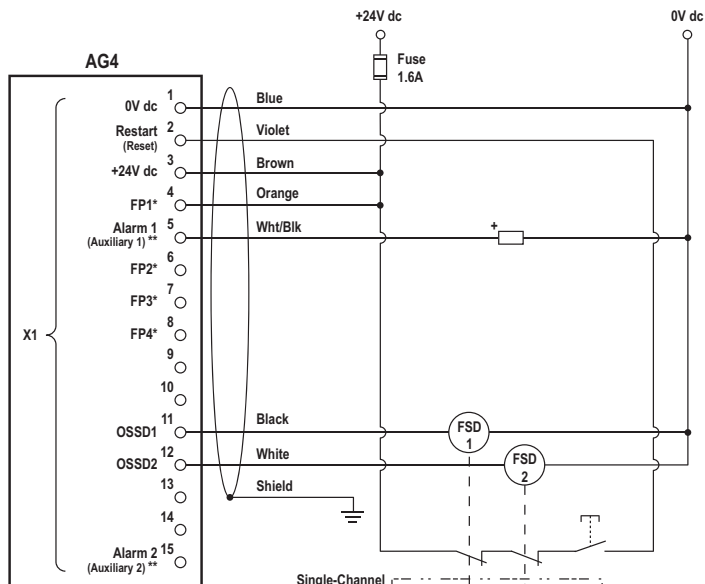 +24V dc
0V dc
Fuse
1.6A
AG4
X1
0V dc 1 Blue
Restart 2 Violet
(Reset)
+24V dc 3 Brown
FP1* 4 Orange
Alarm 1 5 Wht/Blk
(Auxiliary 1) **
+
FP2* 6
FP3* 7
FP4* 8
9
10
OSSD1 11 Black
FSD
1
OSSD2 12 White
FSD
2
13 Shield
14
Alarm 2 15
(Auxiliary 2) **
Single-Channel